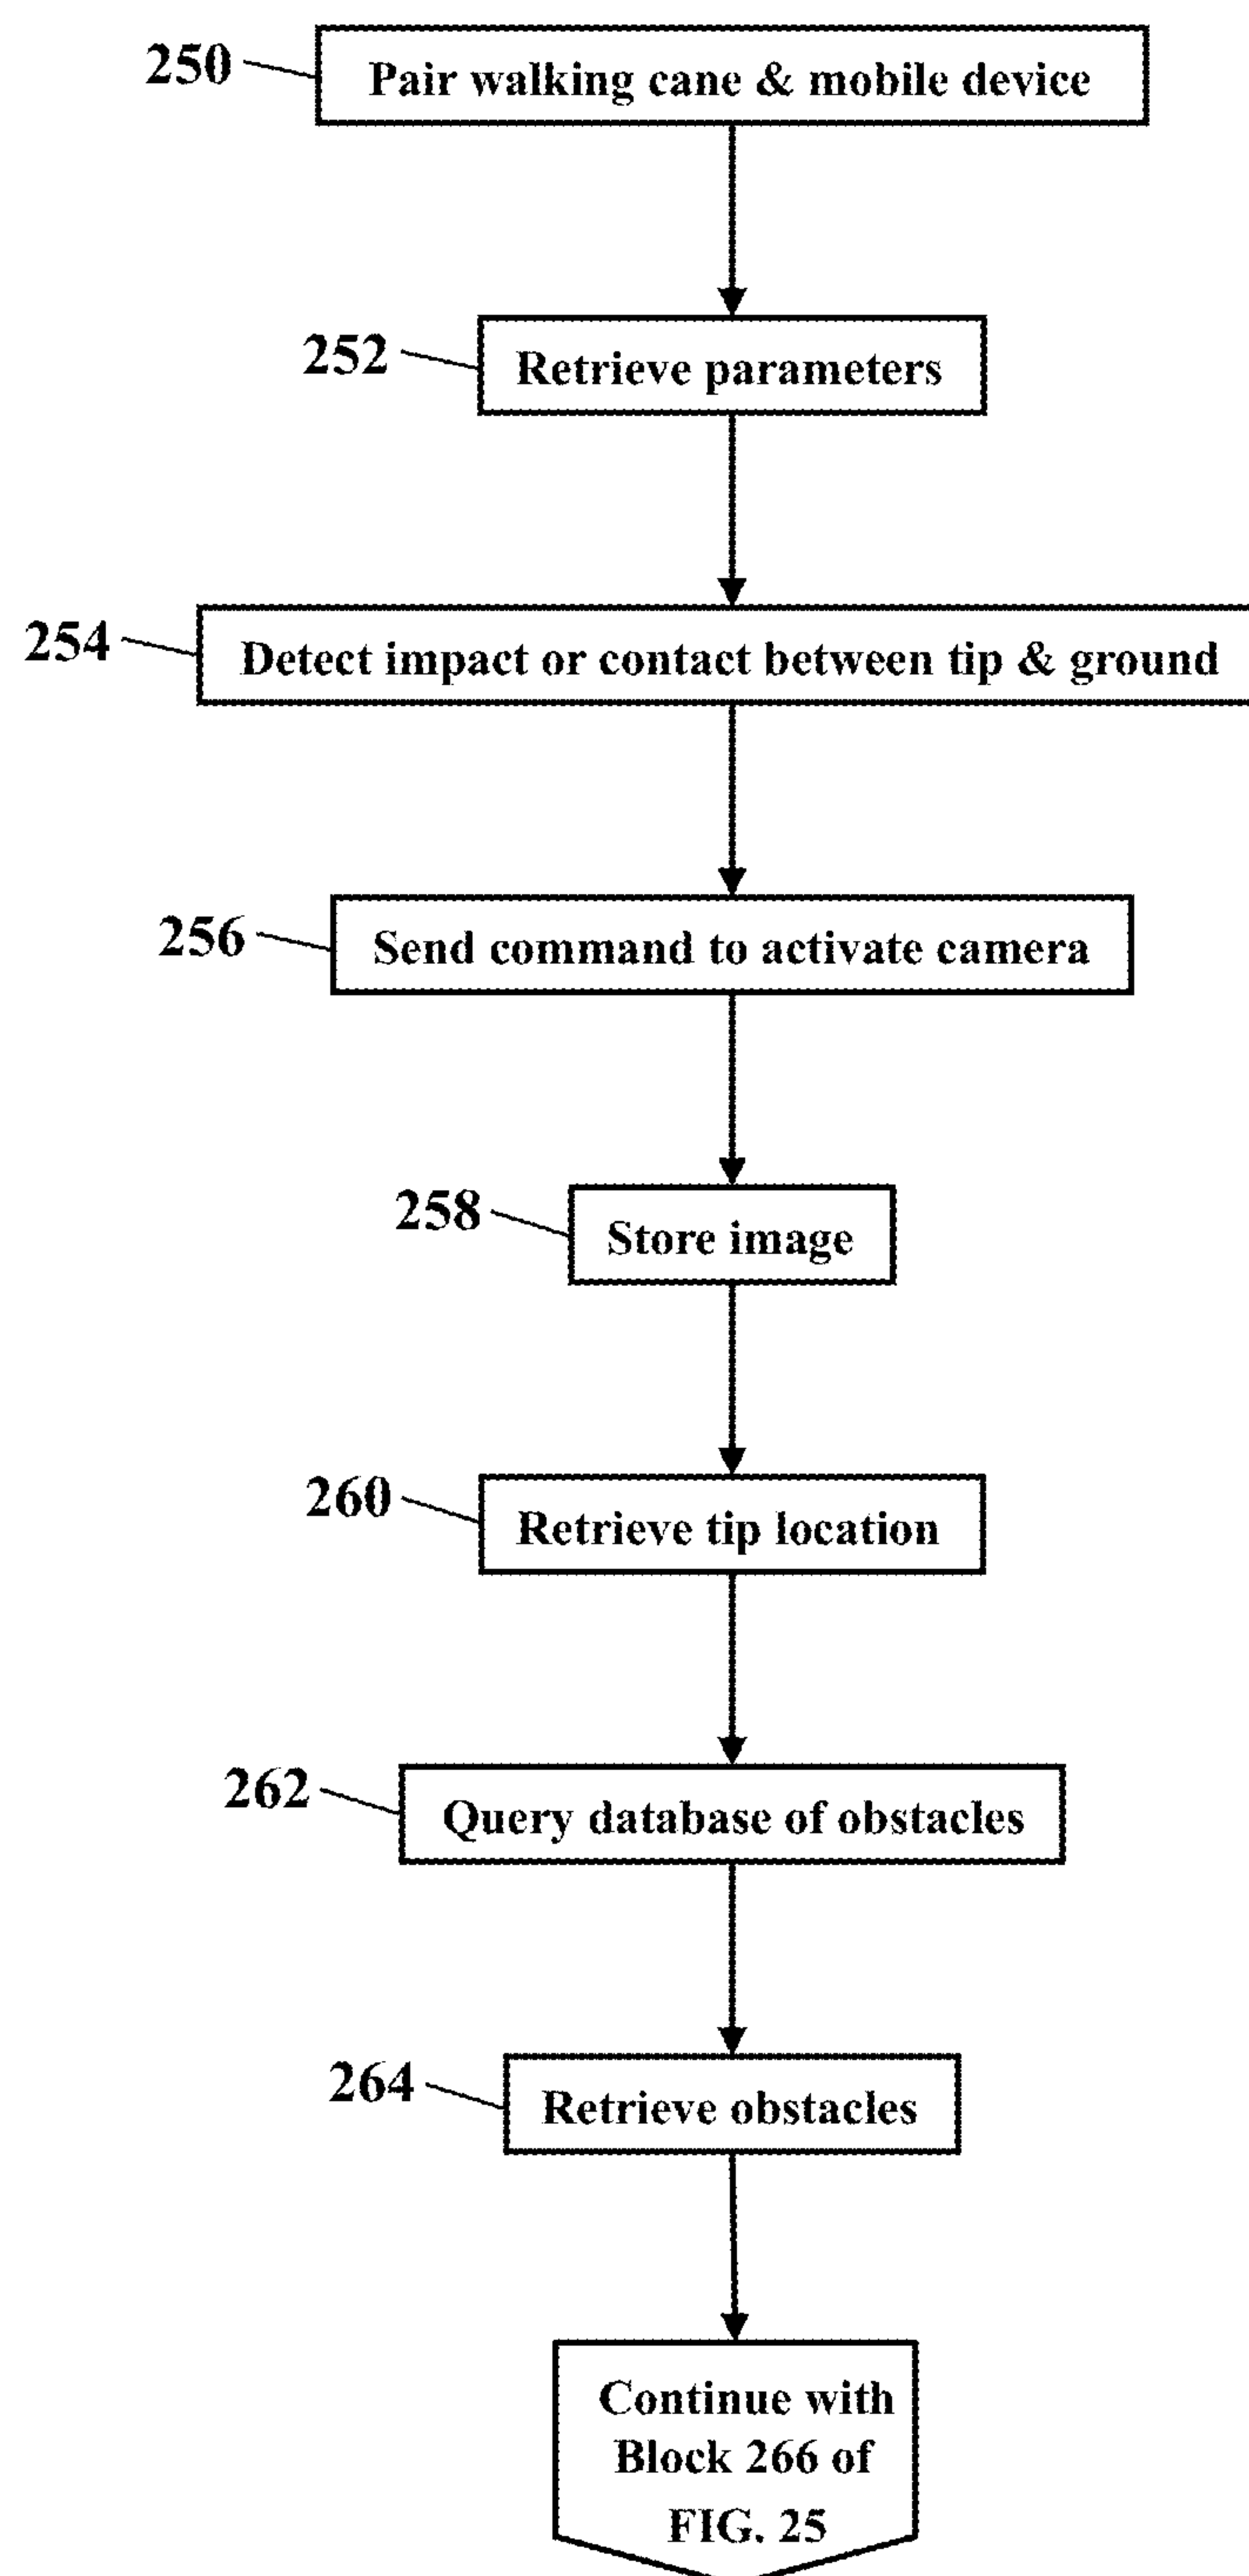 250 Pair walking cane & mobile device
252 Retrieve parameters
254 Detect impact or contact between tip & ground
256 Send command to activate camera
258 Store image
260 Retrieve tip location
262 Query database of obstacles
264 Retrieve obstacles
Continue with
Block 266 of
FIG. 25